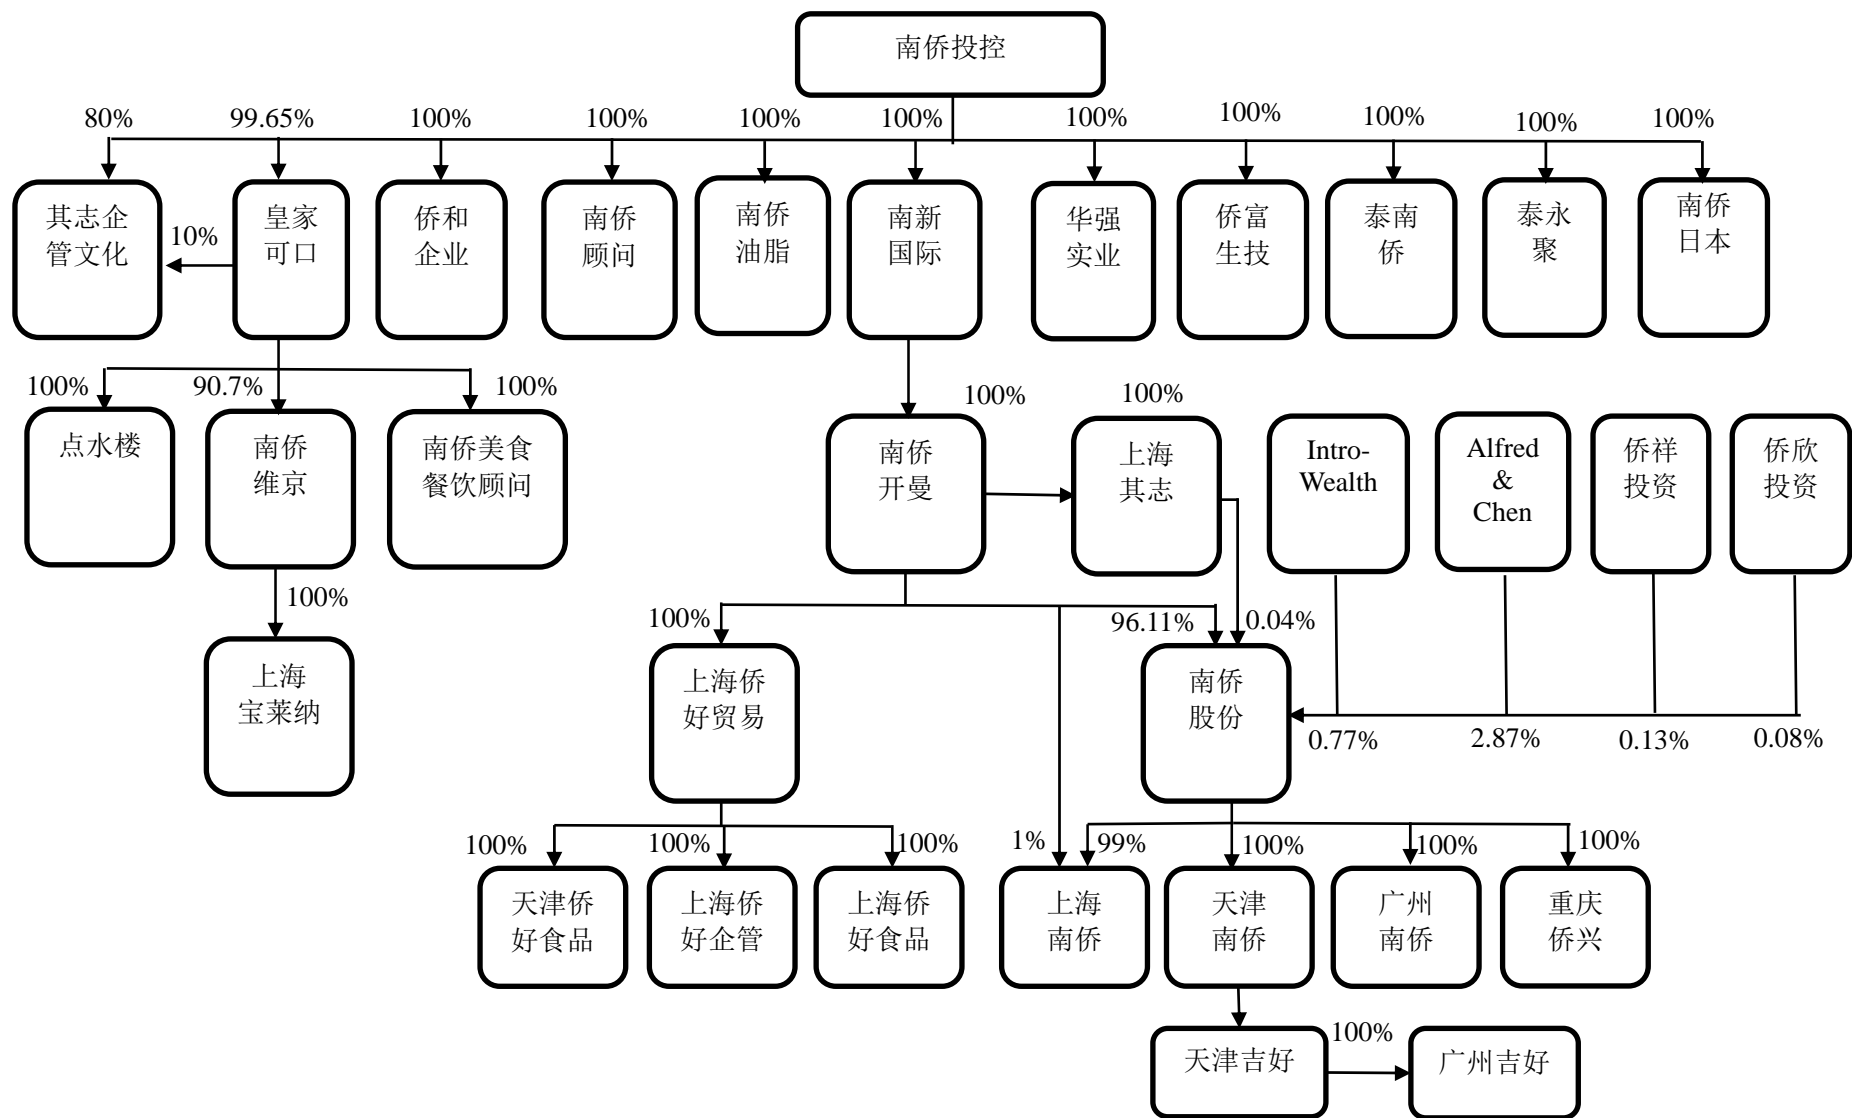 南侨投控
80%
99.65%
100%
100%
100%
100%
100%
100%
100%
100%
100%
其志企
管文化
10%
皇家
可口
侨和
企业
南侨
顾问
南侨
油脂
南新
国际
华强
实业
侨富
生技
泰南
侨
泰永
聚
南侨
日本
100%
90.7%
100%
100%
100%
点水楼
南侨
维京
南侨美食
餐饮顾问
南侨
开曼
上海
其志
Intro-
Wealth
Alfred
&
Chen
侨祥
投资
侨欣
投资
100%
100%
96.11%
0.04%
上海
宝莱纳
上海侨
好贸易
南侨
股份
0.77%
2.87%
0.13%
0.08%
100%
100%
100%
1%
99%
100%
100%
100%
天津侨
好食品
上海侨
好企管
上海侨
好食品
上海
南侨
天津
南侨
广州
南侨
重庆
侨兴
天津吉好
100%
广州吉好